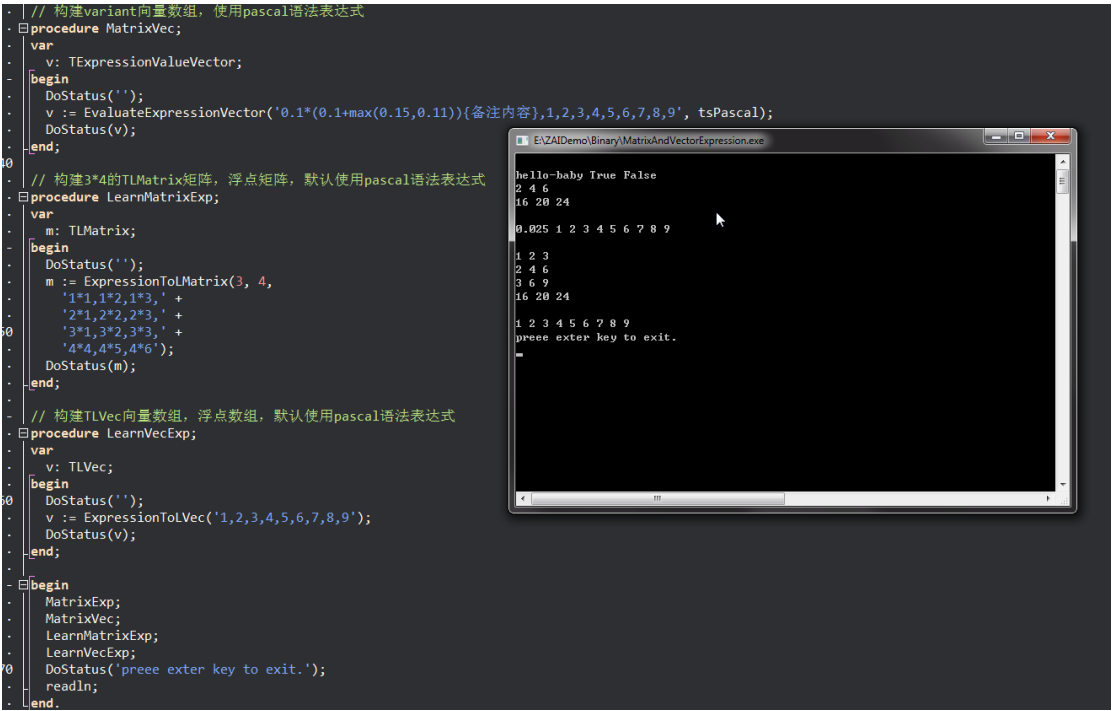 // 构建variant向量数组，使用pascal语法表达式
procedure MatrixVec;
var
v: TExpressionValueVector;
begin
DoStatus('');
v := EvaluateExpressionVector('0.1*(0.1+max(0.15,0.11)){备注内容},1,2,3,4,5,6,7,8,9', tsPascal);
DoStatus(v);
end;
40
// 构建3*4的TLMatrix矩阵，浮点矩阵，默认使用pascal语法表达式
procedure LearnMatrixExp;
var
m: TLMatrix;
begin
DoStatus('');
m := ExpressionToLMatrix(3, 4,
'1*1,1*2,1*3,' +
'2*1,2*2,2*3,' +
50 '3*1,3*2,3*3,' +
'4*4,4*5,4*6');
DoStatus(m);
end;
// 构建TLVec向量数组，浮点数组，默认使用pascal语法表达式
procedure LearnVecExp;
var
v: TLVec;
begin
60 DoStatus('');
v := ExpressionToLVec('1,2,3,4,5,6,7,8,9');
DoStatus(v);
end;
begin
MatrixExp;
MatrixVec;
LearnMatrixExp;
LearnVecExp;
70 DoStatus('preee exter key to exit.');
readln;
end.
E:\ZAIDemo\Binary\MatrixAndVectorExpression.exe
hello-baby True False
2 4 6
16 20 24
0.025 1 2 3 4 5 6 7 8 9
1 2 3
2 4 6
3 6 9
16 20 24
1 2 3 4 5 6 7 8 9
preee exter key to exit.